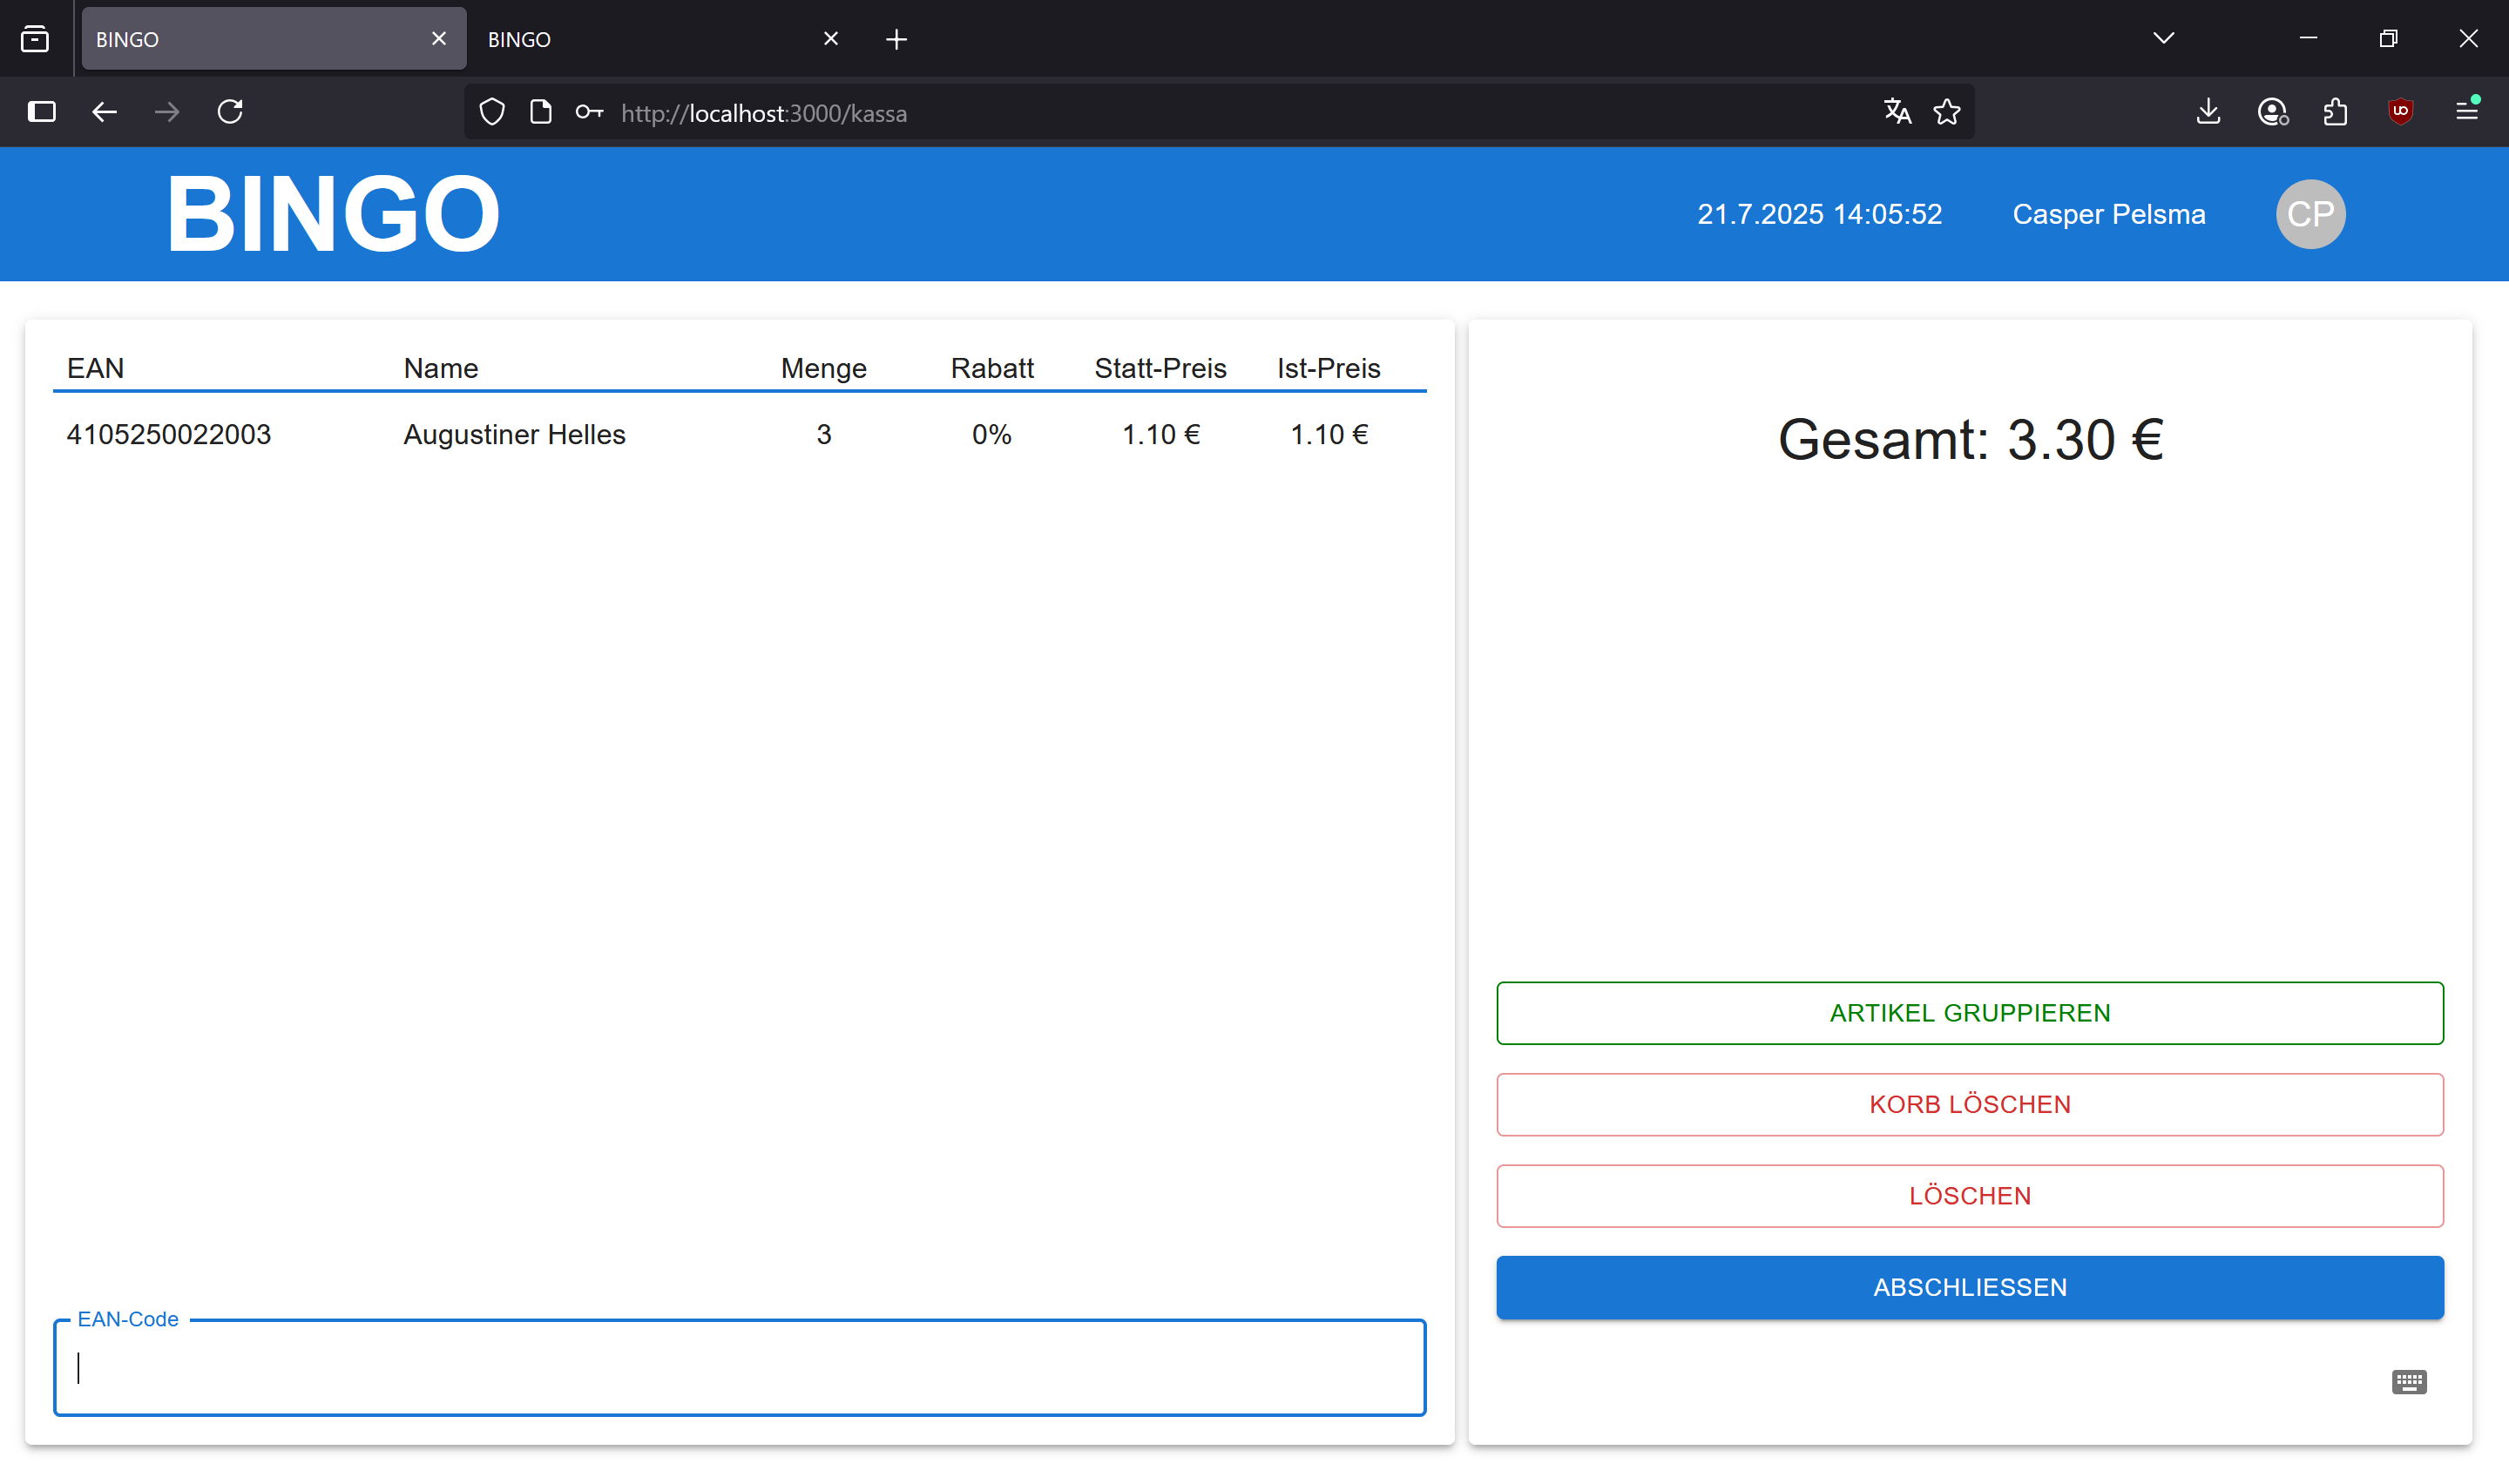 BINGO
BINGO
http://localhost:3000/kassa
BINGO
21.7.2025 14:05:52
Casper Pelsma
CP
EAN Name Menge Rabatt Statt-Preis Ist-Preis
4105250022003 Augustiner Helles 3 0% 1.10 € 1.10 €
EAN-Code
Gesamt: 3.30 €
ARTIKEL GRUPPIEREN
KORB LÖSCHEN
LÖSCHEN
ABSCHLIESSEN